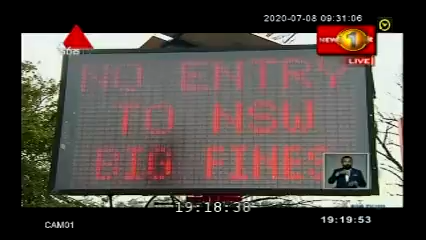 2020-07-08 09:31:06
NEWS 1st
LIVE
NO ENTRY
TO NSW
BIG FINES
19:18:38
CAM01
19:19:53